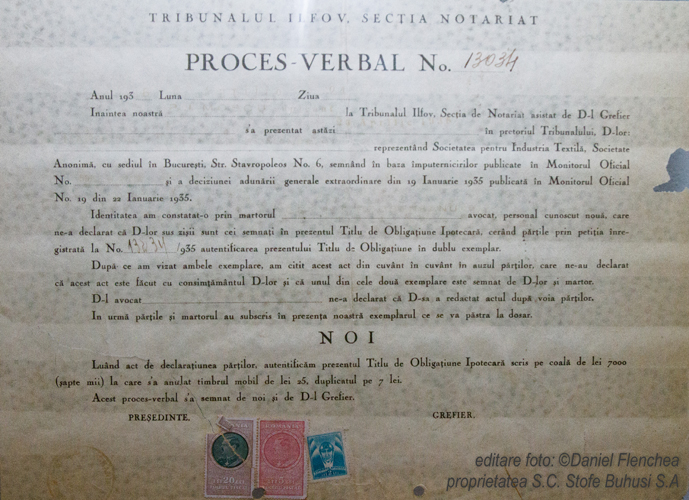 TRIBUNALUL ILFOV, SECȚIA NOTARIAT
PROCES-VERBAL No. 13034
Anul 193 Luna Ziua
Inaintea noastră la Tribunalul Ilfov, Secția de Notariat asistat de D-l Grefier
s'a prezentat astăzi în pretoriul Tribunalului, D-lor:
reprezentând Societatea pentru Industria Textilă, Societate
Anonimă, cu sediul în București, Str. Stavropoleos No. 6, semnând în baza împuternicirilor publicate în Monitorul Oficial
No. și a deciziunei adunării generale extraordinare din 19 Ianuarie 1935 publicată în Monitorul Oficial
No. 19 din 22 Ianuarie 1935.
Identitatea am constatat-o prin martorul avocat, personal cunoscut nouă, care
ne-a declarat că D-lor sus zișii sunt cei semnați în prezentul Titlu de Obligațiune Ipotecară, cerând părțile prin petiția înre-
gistrată la No. 13234/935 autentificarea prezentului Titlu de Obligațiune în dublu exemplar.
După ce am vizat ambele exemplare, am citit acest act din cuvânt în cuvânt în auzul părților, care ne-au declarat
că acest act este făcut cu consimțământul D-lor și că unul din cele două exemplare este semnat de D-lor și martor.
D-l avocat ne-a declarat că D-sa a redactat actul după voia părților.
In urmă părțile și martorul au subscris în prezența noastră exemplarul ce se va păstra la dosar.
NOI
Luând act de declarațiunea părților, autentificăm prezentul Titlu de Obligațiune Ipotecară scris pe coală de lei 7000
(șapte mii) la care s'a anulat timbrul mobil de lei 25, duplicatul pe 7 lei.
Acest proces-verbal s'a semnat de noi și de D-l Grefier.
PREȘEDINTE. GREFIER.
editare foto: ©Daniel Flenchea
proprietatea S.C. Stofe Buhusi S.A